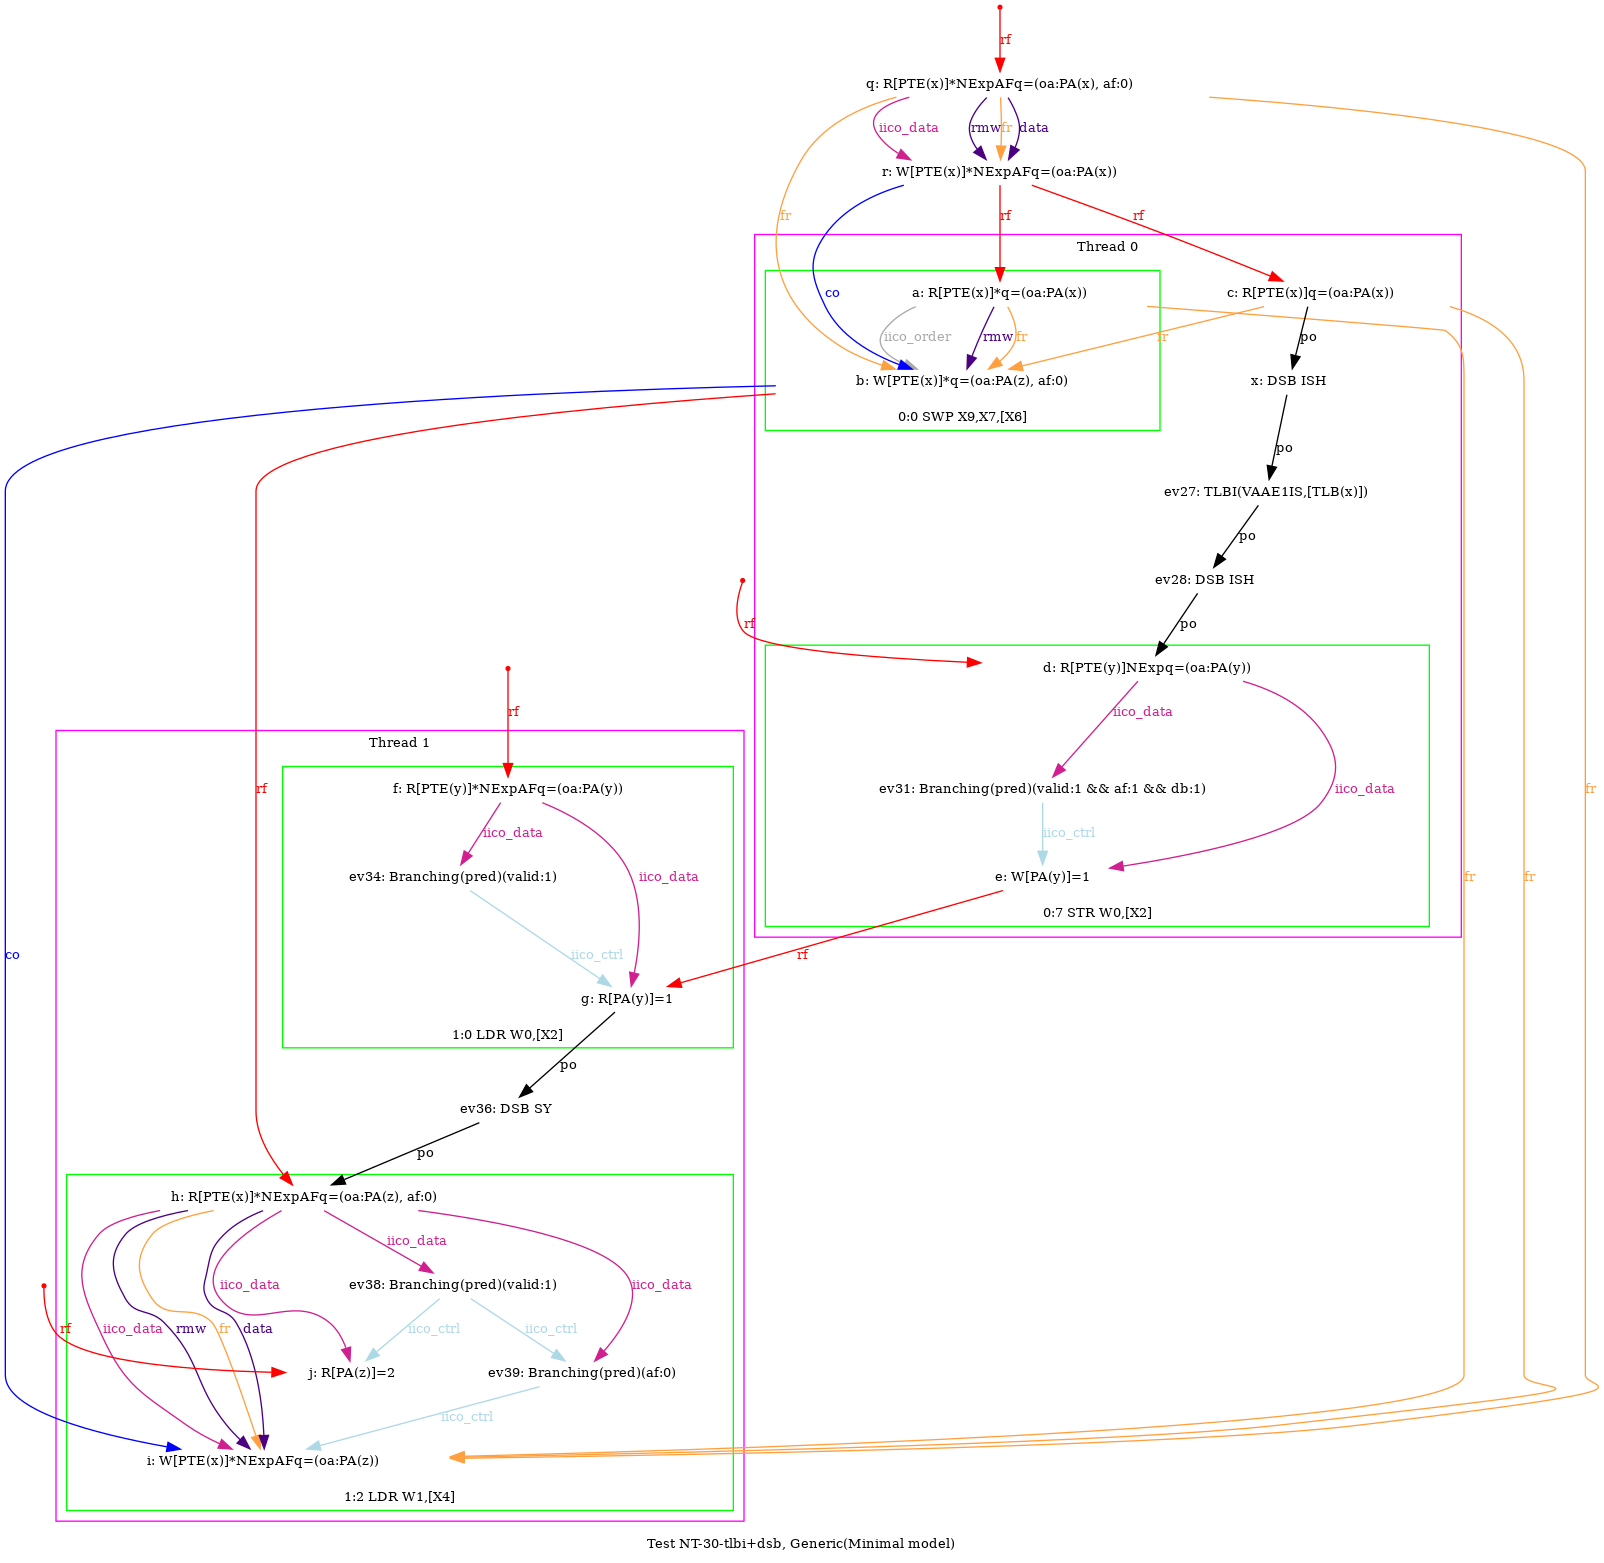 rf
q: R[PTE(x)]*NExpAFq=(oa:PA(x), af:0)
iico_data
rmw
fr
data
r: W[PTE(x)]*NExpAFq=(oa:PA(x))
fr
rf
rf
Thread 0
co
a: R[PTE(x)]*q=(oa:PA(x))
c: R[PTE(x)]q=(oa:PA(x))
iico_order
rmw
fr
fr
po
b: W[PTE(x)]*q=(oa:PA(z), af:0)
x: DSB ISH
0:0 SWP X9,X7,[X6]
po
ev27: TLBI(VAAE1IS,[TLB(x)])
po
ev28: DSB ISH
rf
po
d: R[PTE(y)]NExpq=(oa:PA(y))
rf
iico_data
Thread 1
rf
f: R[PTE(y)]*NExpAFq=(oa:PA(y))
ev31: Branching(pred)(valid:1 && af:1 && db:1)
iico_data
fr
iico_data
iico_ctrl
ev34: Branching(pred)(valid:1)
iico_data
e: W[PA(y)]=1
fr
fr
0:7 STR W0,[X2]
co
iico_ctrl
rf
g: R[PA(y)]=1
1:0 LDR W0,[X2]
po
ev36: DSB SY
po
h: R[PTE(x)]*NExpAFq=(oa:PA(z), af:0)
iico_data
iico_data
ev38: Branching(pred)(valid:1)
iico_data
rf
iico_data
rmw
fr
data
iico_ctrl
iico_ctrl
j: R[PA(z)]=2
ev39: Branching(pred)(af:0)
iico_ctrl
i: W[PTE(x)]*NExpAFq=(oa:PA(z))
1:2 LDR W1,[X4]
Test NT-30-tlbi+dsb, Generic(Minimal model)